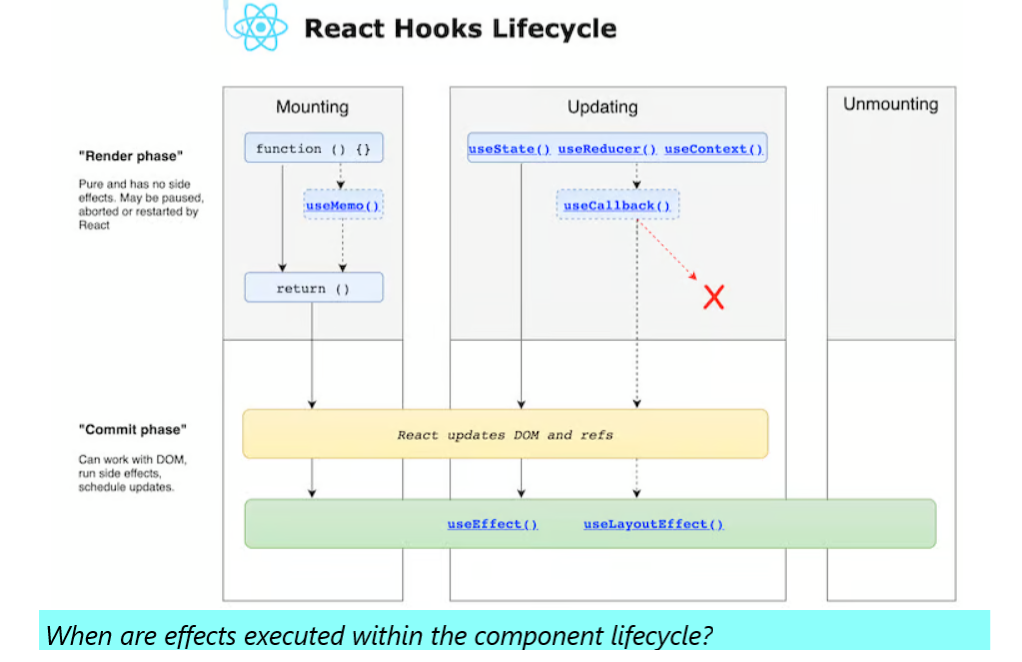 React Hooks Lifecycle
Mounting
Updating
Unmounting
"Render phase"
Pure and has no side
effects. May be paused,
aborted or restarted by
React
function () {}
useMemo()
return ()
useState() useReducer() useContext()
useCallback()
X
"Commit phase"
Can work with DOM,
run side effects,
schedule updates.
React updates DOM and refs
useEffect() useLayoutEffect()
When are effects executed within the component lifecycle?